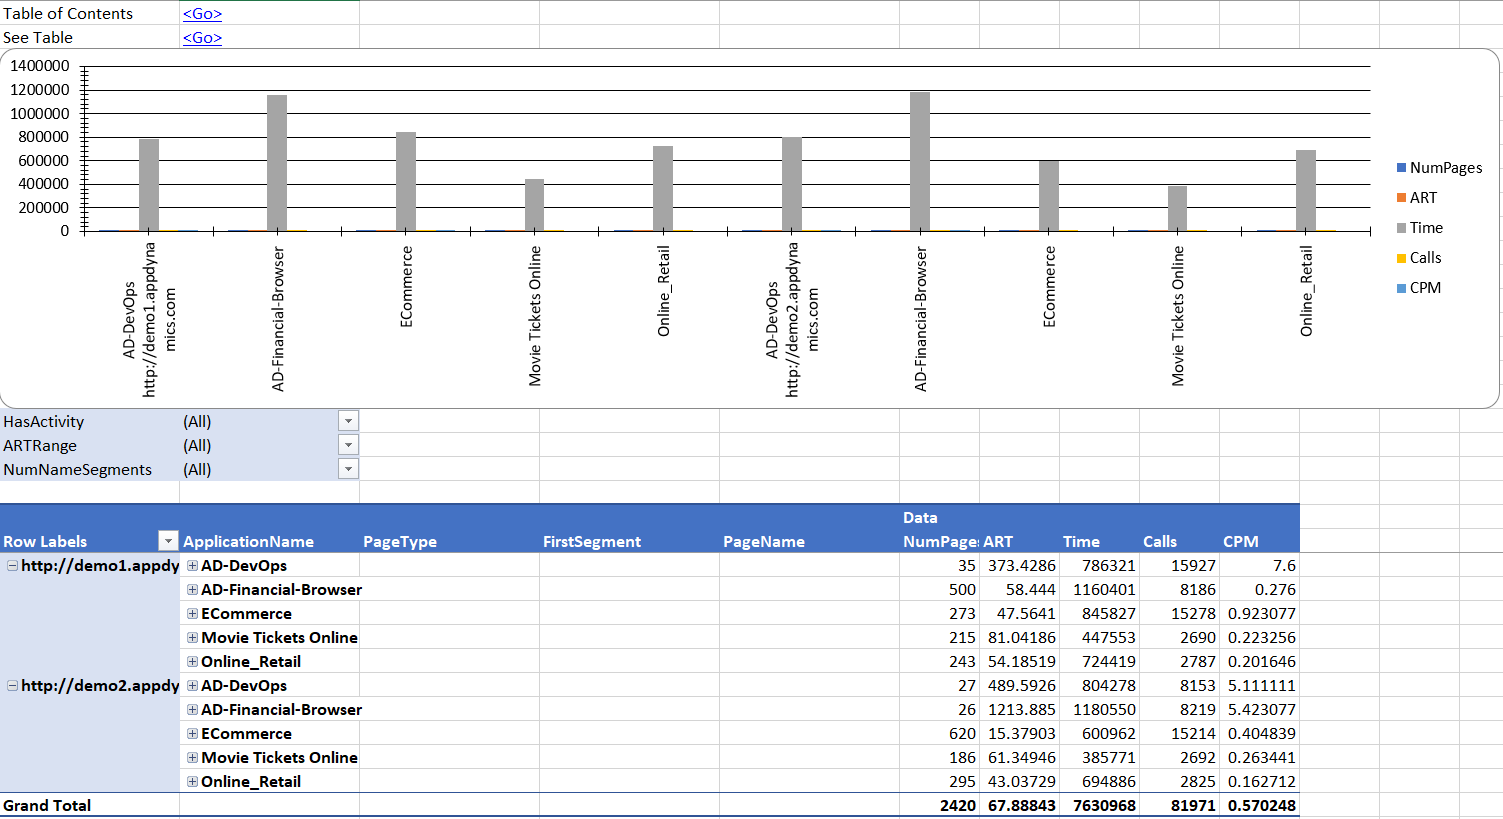 Table of Contents <Go>
See Table <Go>
1400000
1200000
1000000
800000
600000
400000
200000
0
NumPages
ART
Time
Calls
CPM
AD-DevOps
http://demo1.appdyna
mics.com
AD-Financial-Browser
ECommerce
Movie Tickets Online
Online_Retail
AD-DevOps
http://demo2.appdyna
mics.com
AD-Financial-Browser
ECommerce
Movie Tickets Online
Online_Retail
HasActivity (All)
ARTRange (All)
NumNameSegments (All)
Data
Row Labels ApplicationName PageType FirstSegment PageName NumPages ART Time Calls CPM
http://demo1.appdy AD-DevOps 35 373.4286 786321 15927 7.6
AD-Financial-Browser 500 58.444 1160401 8186 0.276
ECommerce 273 47.5641 845827 15278 0.923077
Movie Tickets Online 215 81.04186 447553 2690 0.223256
Online_Retail 243 54.18519 724419 2787 0.201646
http://demo2.appdy AD-DevOps 27 489.5926 804278 8153 5.111111
AD-Financial-Browser 26 1213.885 1180550 8219 5.423077
ECommerce 620 15.37903 600962 15214 0.404839
Movie Tickets Online 186 61.34946 385771 2692 0.263441
Online_Retail 295 43.03729 694886 2825 0.162712
Grand Total 2420 67.88843 7630968 81971 0.570248